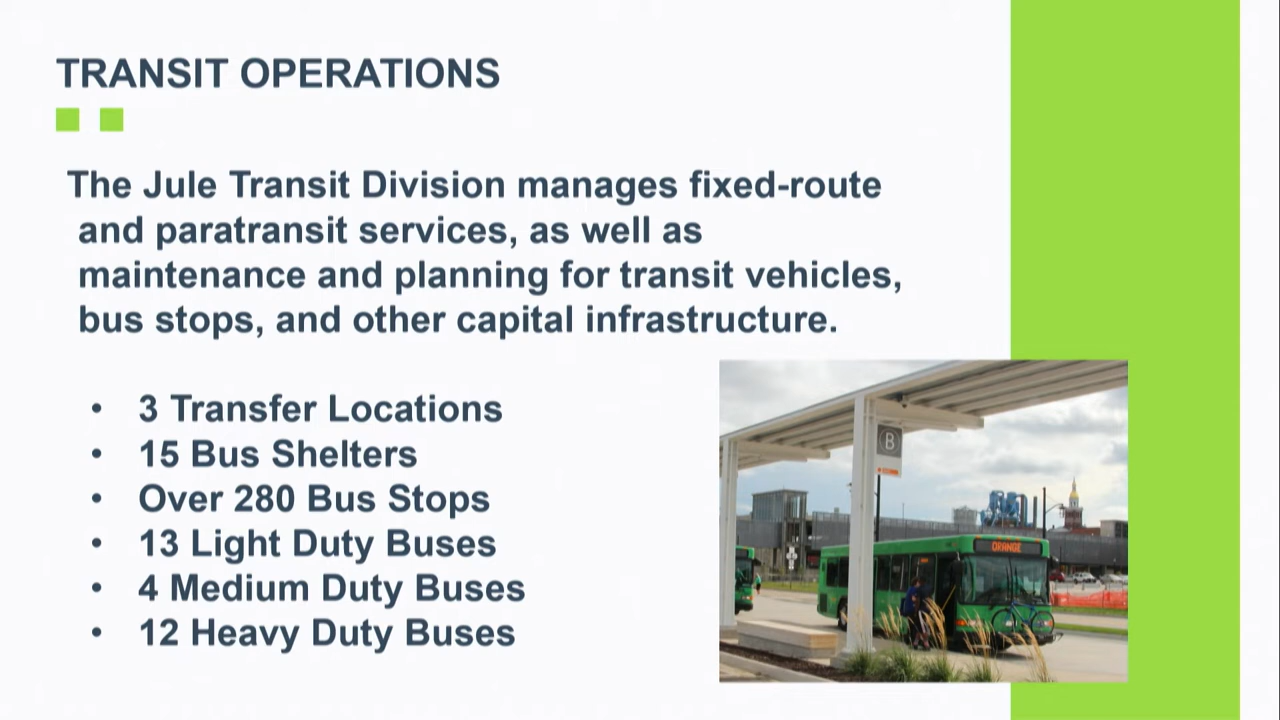 TRANSIT OPERATIONS
The Jule Transit Division manages fixed-route
and paratransit services, as well as
maintenance and planning for transit vehicles,
bus stops, and other capital infrastructure.
• 3 Transfer Locations
• 15 Bus Shelters
• Over 280 Bus Stops
• 13 Light Duty Buses
• 4 Medium Duty Buses
• 12 Heavy Duty Buses
B
ORANGE